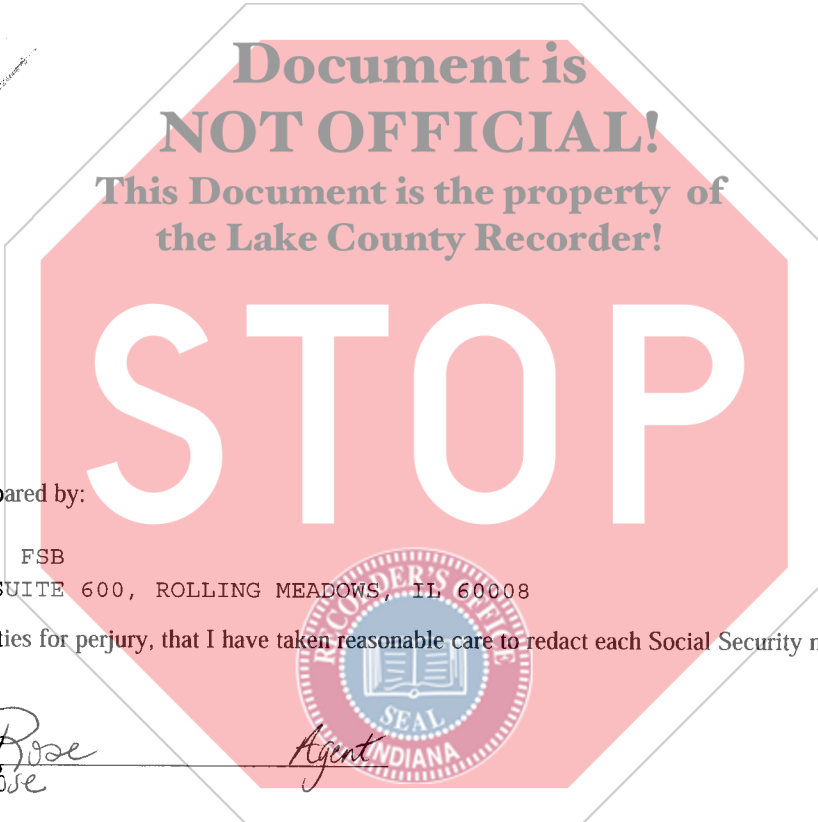 Document is
NOT OFFICIAL!
This Document is the property of
the Lake County Recorder!
STOP
pared by:
FSB
SUITE 600, ROLLING MEADOWS, IL 60008
ties for perjury, that I have taken reasonable care to redact each Social Security n
RECORDER'S OFFICE
SEAL
INDIANA
Rose Agent
ose